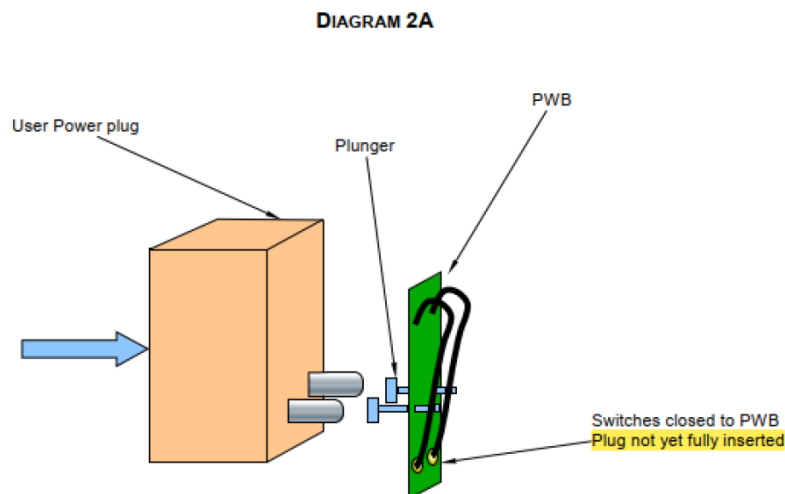 DIAGRAM 2A
PWB
User Power plug
Plunger
Switches closed to PWB
Plug not yet fully inserted